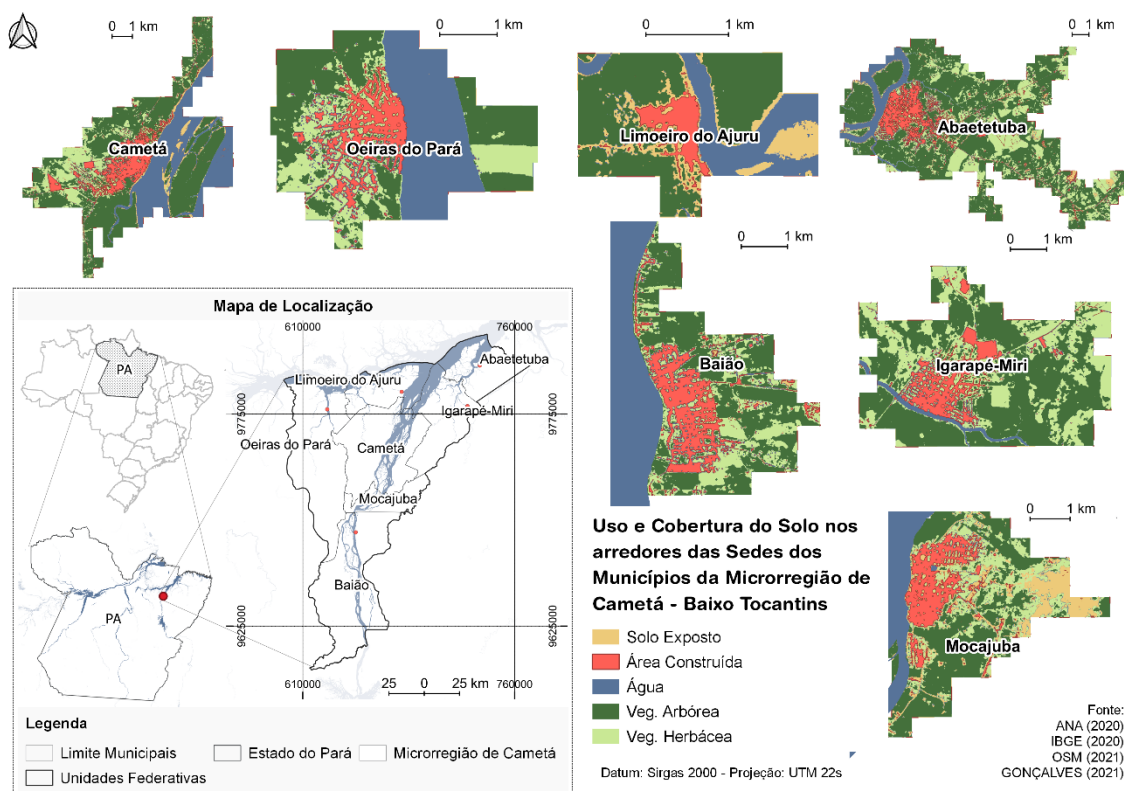 0 1 km
0 1 km
0 1 km
0 1 km
Cametá
Oeiras do Pará
Limoeiro do Ajuru
Abaetetuba
0 1 km
0 1 km
Baião
Igarapé-Miri
Mapa de Localização
610000
760000
PA
Abaetetuba
Limoeiro do Ajuru
Igarapé-Miri
9775000
9775000
Oeiras do Pará
Cametá
Mocajuba
Baião
PA
9625000
9625000
610000
25 0 25 km
760000
Legenda
Limite Municipais
Estado do Pará
Microrregião de Cametá
Unidades Federativas
0 1 km
Mocajuba
Uso e Cobertura do Solo nos
arredores das Sedes dos
Municípios da Microrregião de
Cametá - Baixo Tocantins
Solo Exposto
Área Construída
Água
Veg. Arbórea
Veg. Herbácea
Datum: Sirgas 2000 - Projeção: UTM 22s
Fonte:
ANA (2020)
IBGE (2020)
OSM (2021)
GONÇALVES (2021)